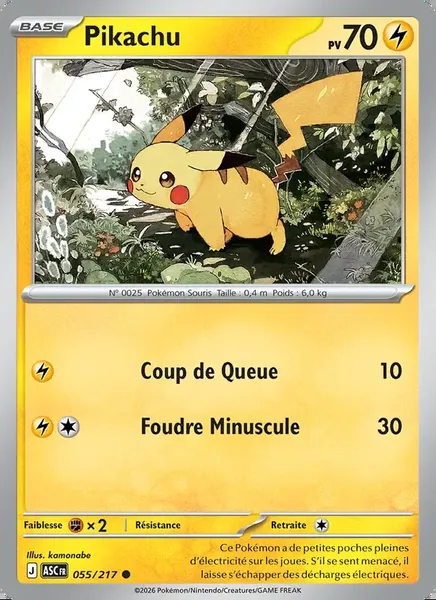 BASE
Pikachu
PV 70
N° 0025 Pokémon Souris Taille : 0,4 m Poids : 6,0 kg
Coup de Queue 10
Foudre Minuscule 30
Faiblesse × 2 Résistance Retraite
Illus. kamonabe
Ce Pokémon a de petites poches pleines
d'électricité sur les joues. S'il se sent menacé, il
laisse s'échapper des décharges électriques.
J ASC FR 055/217
©2026 Pokémon/Nintendo/Creatures/GAME FREAK